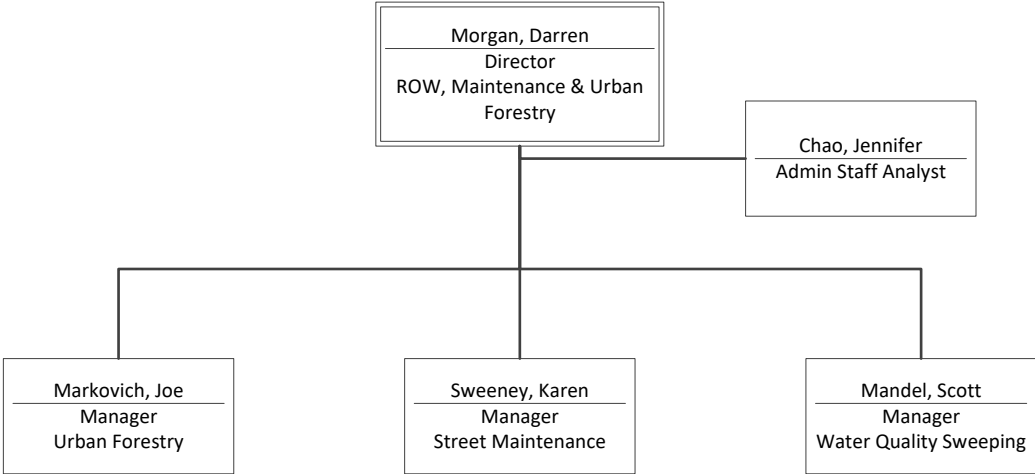 Morgan, Darren
Director
ROW, Maintenance & Urban
Forestry
Chao, Jennifer
Admin Staff Analyst
Markovich, Joe
Manager
Urban Forestry
Sweeney, Karen
Manager
Street Maintenance
Mandel, Scott
Manager
Water Quality Sweeping